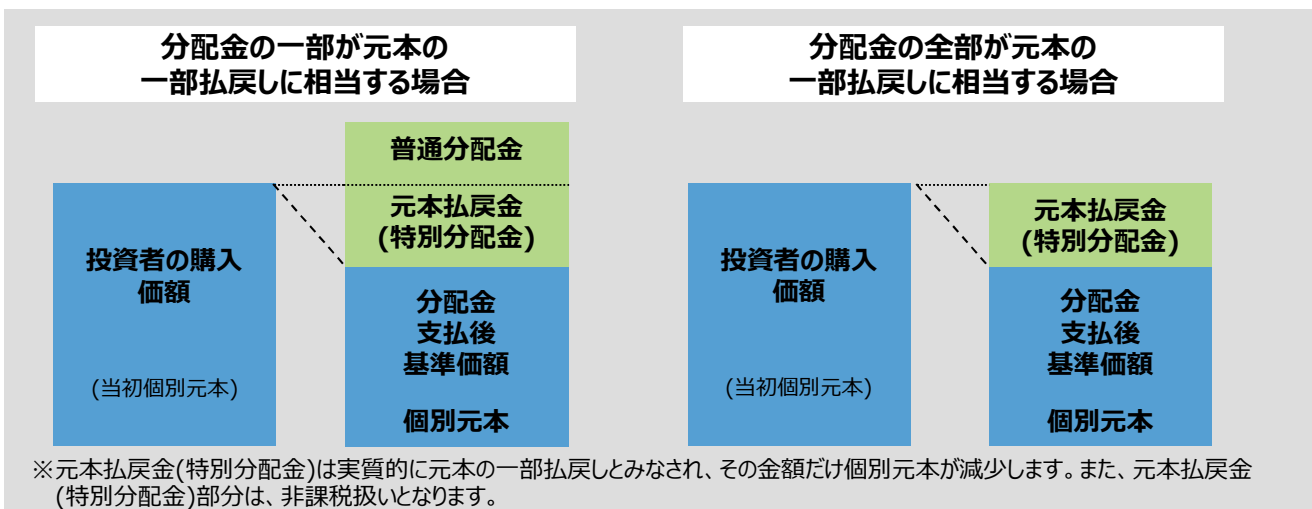 分配金の一部が元本の
一部払戻しに相当する場合
普通分配金
元本払戻金
(特別分配金)
投資者の購入
価額
(当初個別元本)
分配金
支払後
基準価額
個別元本
分配金の全部が元本の
一部払戻しに相当する場合
元本払戻金
(特別分配金)
投資者の購入
価額
(当初個別元本)
分配金
支払後
基準価額
個別元本
※元本払戻金(特別分配金)は実質的に元本の一部払戻しとみなされ、その金額だけ個別元本が減少します。また、元本払戻金
(特別分配金)部分は、非課税扱いとなります。